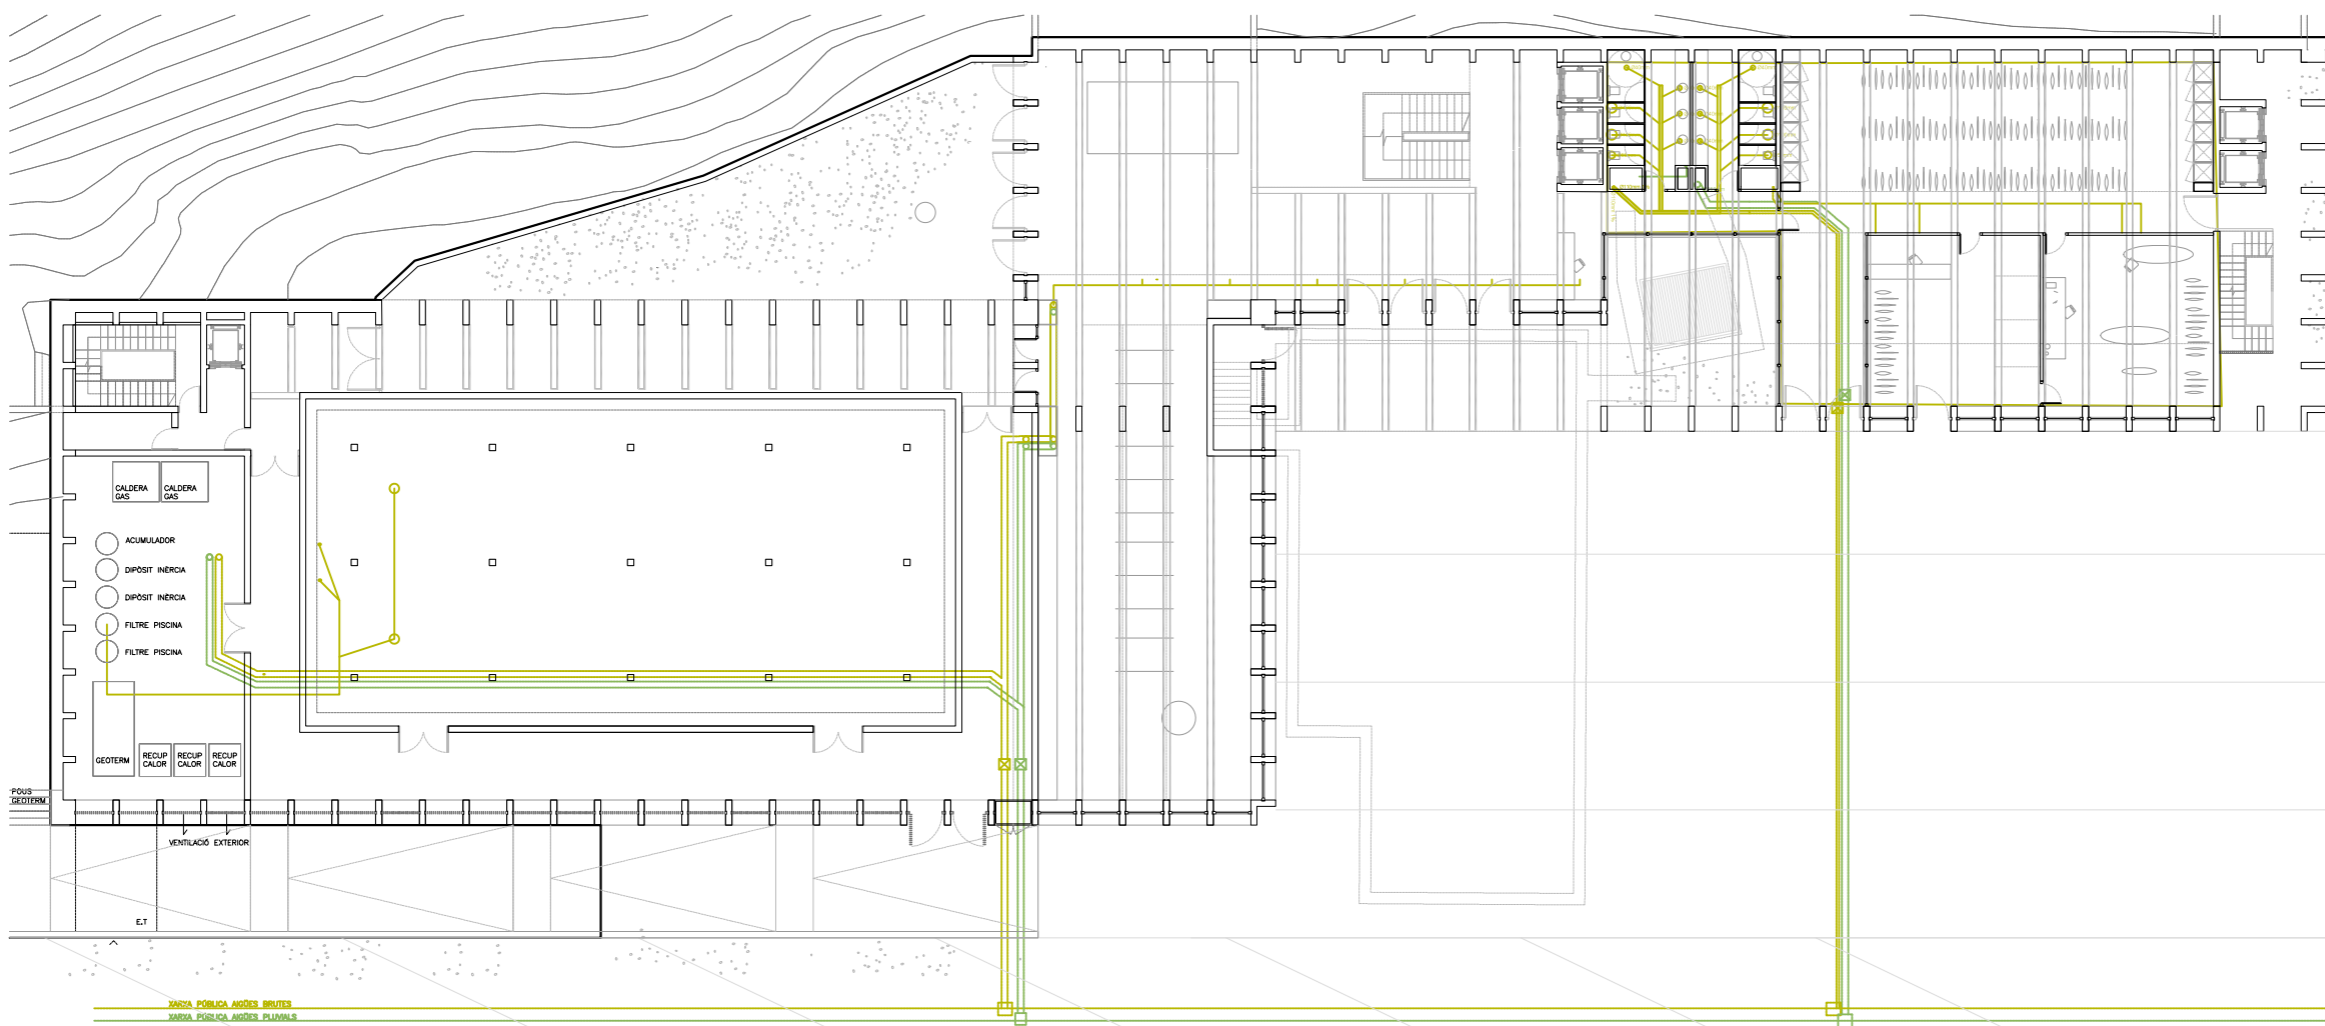 CALDERA
GAS
CALDERA
GAS
ACUMULADOR
DIPÒSIT INÈRCIA
DIPÒSIT INÈRCIA
FILTRE PISCINA
FILTRE PISCINA
GEOTERM
RECUP
CALOR
RECUP
CALOR
RECUP
CALOR
POUS
GEOTERM
VENTILACIÓ EXTERIOR
E.T
XARXA PÚBLICA AIGÜES BRUTES
XARXA PÚBLICA AIGÜES PLUVIALS